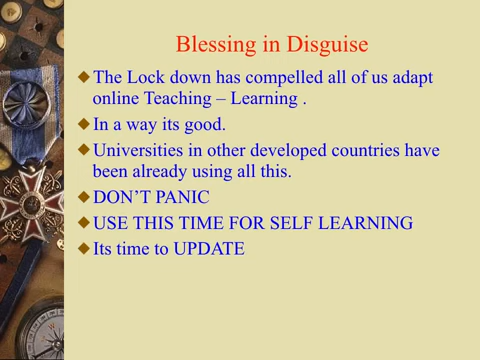 Blessing in Disguise
The Lock down has compelled all of us adapt
online Teaching – Learning .
In a way its good.
Universities in other developed countries have
been already using all this.
DON’T PANIC
USE THIS TIME FOR SELF LEARNING
Its time to UPDATE